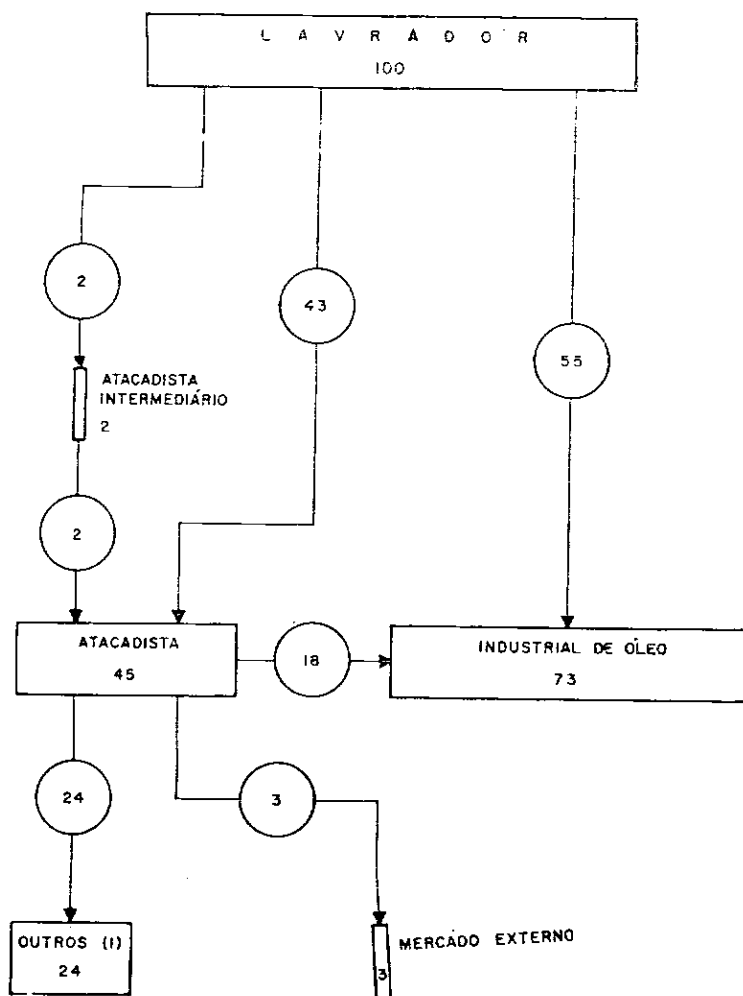 LAVRADOR
100
2
43
55
ATACADISTA
INTERMEDIÁRIO
2
2
ATACADISTA
45
18
INDUSTRIAL DE ÓLEO
73
24
3
OUTROS (1)
24
MERCADO EXTERNO
3